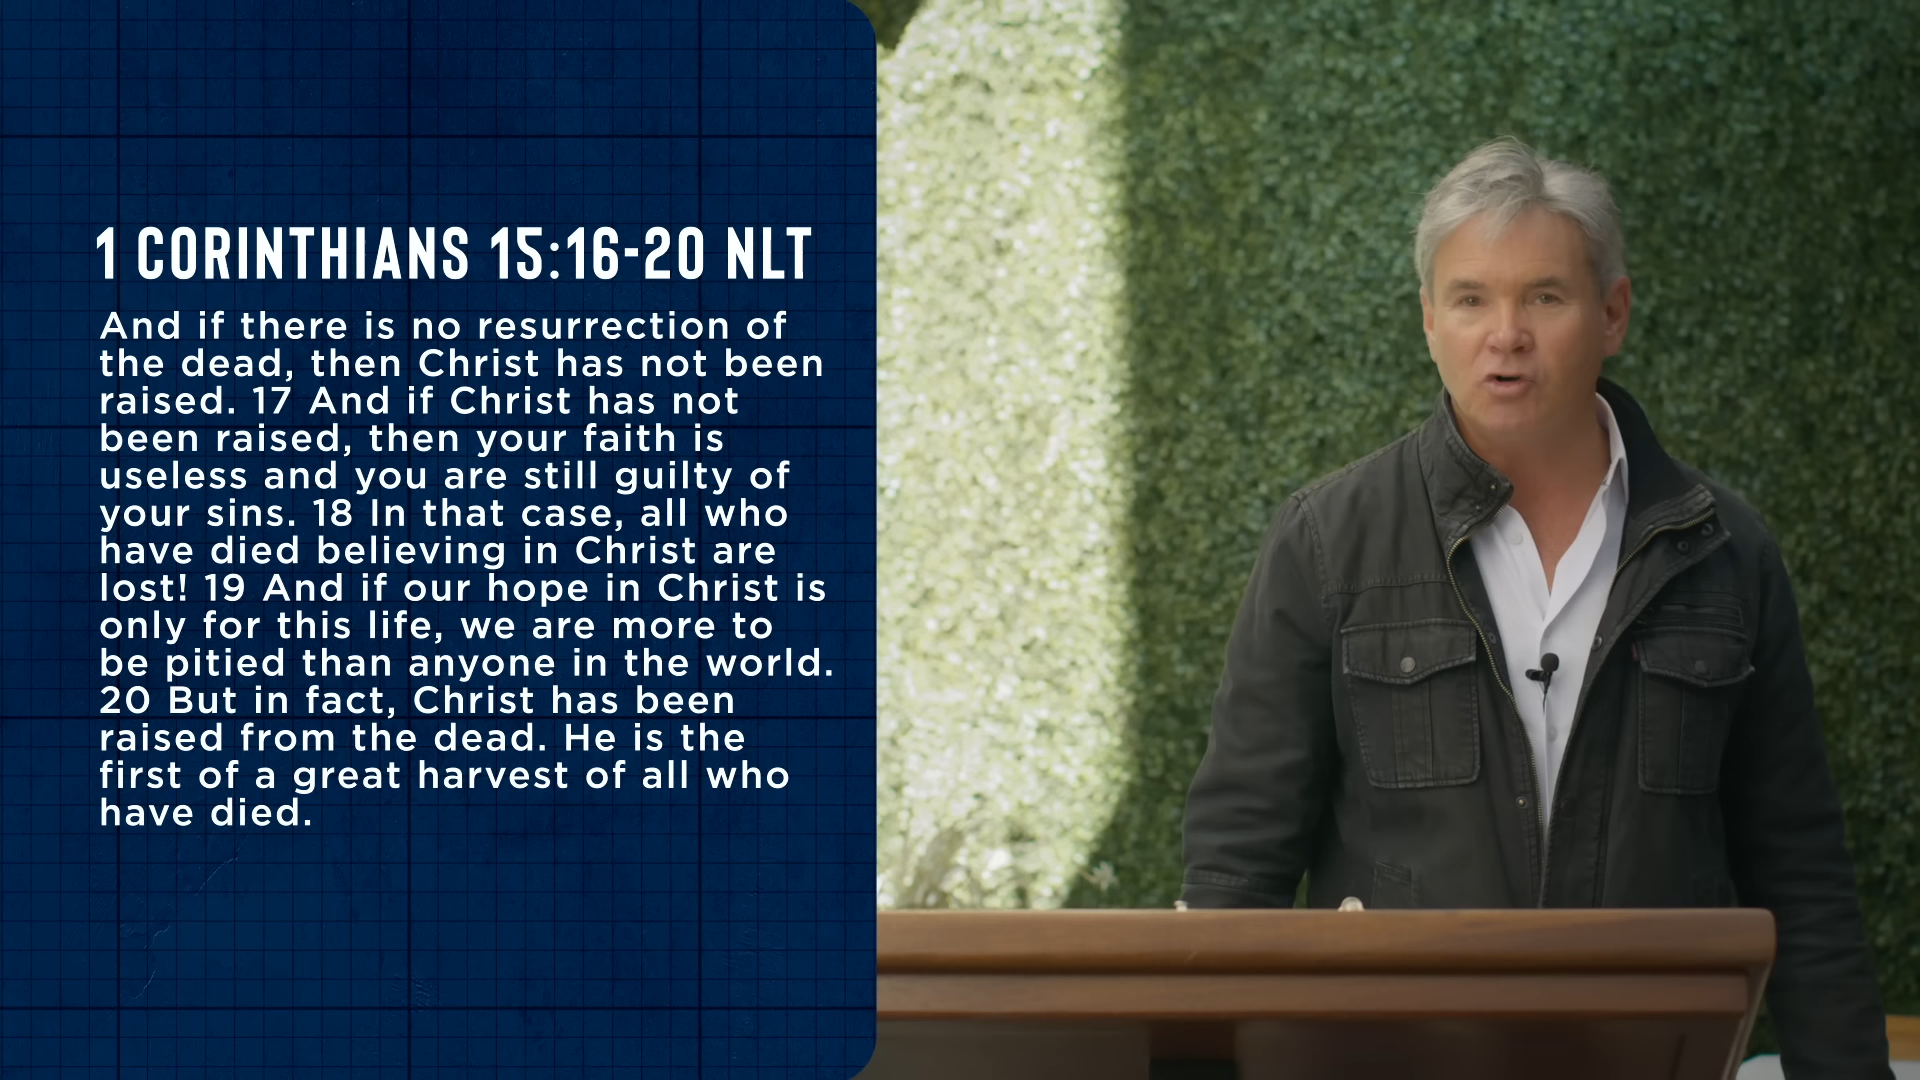 1 CORINTHIANS 15:16-20 NLT
And if there is no resurrection of
the dead, then Christ has not been
raised. 17 And if Christ has not
been raised, then your faith is
useless and you are still guilty of
your sins. 18 In that case, all who
have died believing in Christ are
lost! 19 And if our hope in Christ is
only for this life, we are more to
be pitied than anyone in the world.
20 But in fact, Christ has been
raised from the dead. He is the
first of a great harvest of all who
have died.